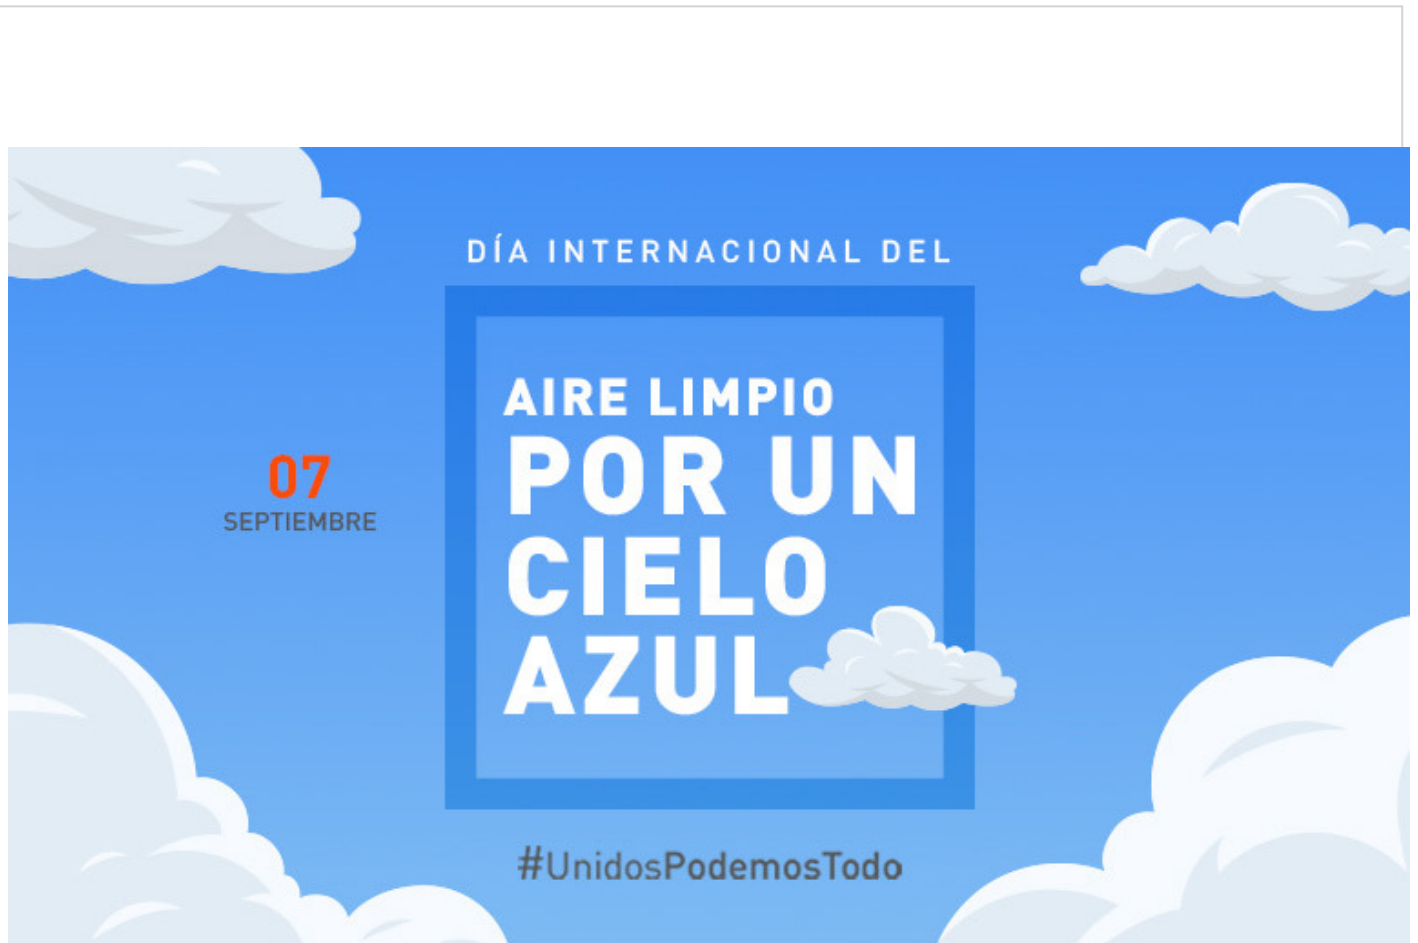 DÍA INTERNACIONAL DEL
AIRE LIMPIO
POR UN
CIELO
AZUL
07
SEPTIEMBRE
#UnidosPodemosTodo